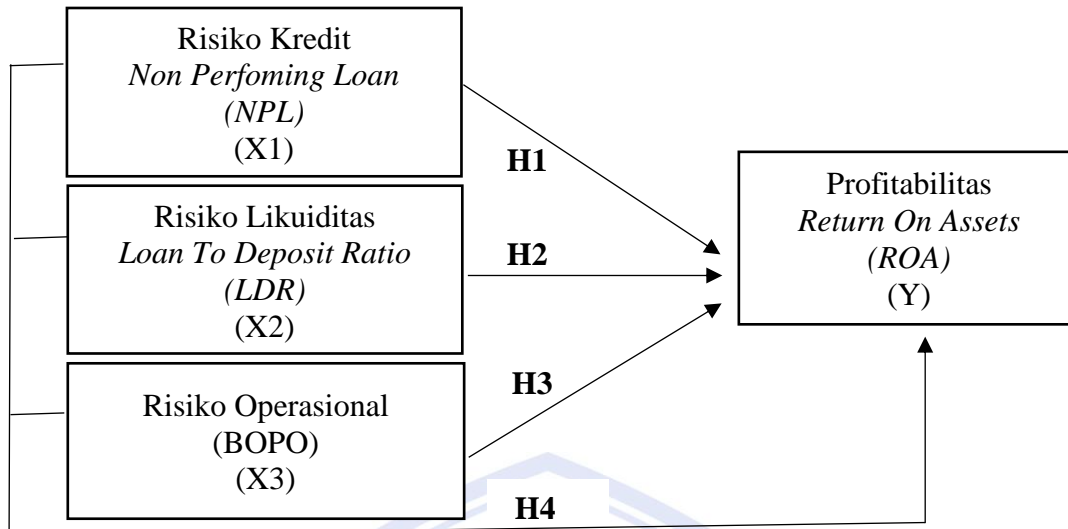 Risiko Kredit
Non Perfoming Loan
(NPL)
(X1)
H1
Risiko Likuiditas
Loan To Deposit Ratio
(LDR)
(X2)
H2
Risiko Operasional
(BOPO)
(X3)
H3
H4
Profitabilitas
Return On Assets
(ROA)
(Y)